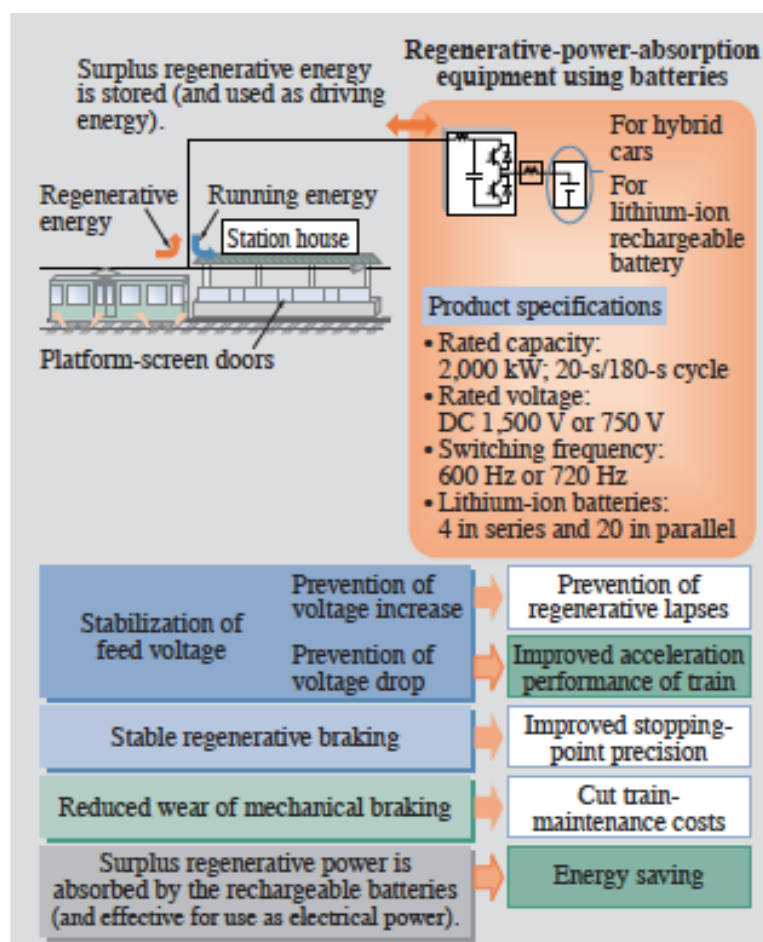 Regenerative-power-absorption
equipment using batteries
Surplus regenerative energy
is stored (and used as driving
energy).
For hybrid
cars
For
lithium-ion
rechargeable
battery
Regenerative
energy
Running energy
Station house
Platform-screen doors
Product specifications
• Rated capacity:
2,000 kW; 20-s/180-s cycle
• Rated voltage:
DC 1,500 V or 750 V
• Switching frequency:
600 Hz or 720 Hz
• Lithium-ion batteries:
4 in series and 20 in parallel
Stabilization of
feed voltage
Prevention of
voltage increase
Prevention of
regenerative lapses
Prevention of
voltage drop
Improved acceleration
performance of train
Stable regenerative braking
Improved stopping-
point precision
Reduced wear of mechanical braking
Cut train-
maintenance costs
Surplus regenerative power is
absorbed by the rechargeable batteries
(and effective for use as electrical power).
Energy saving